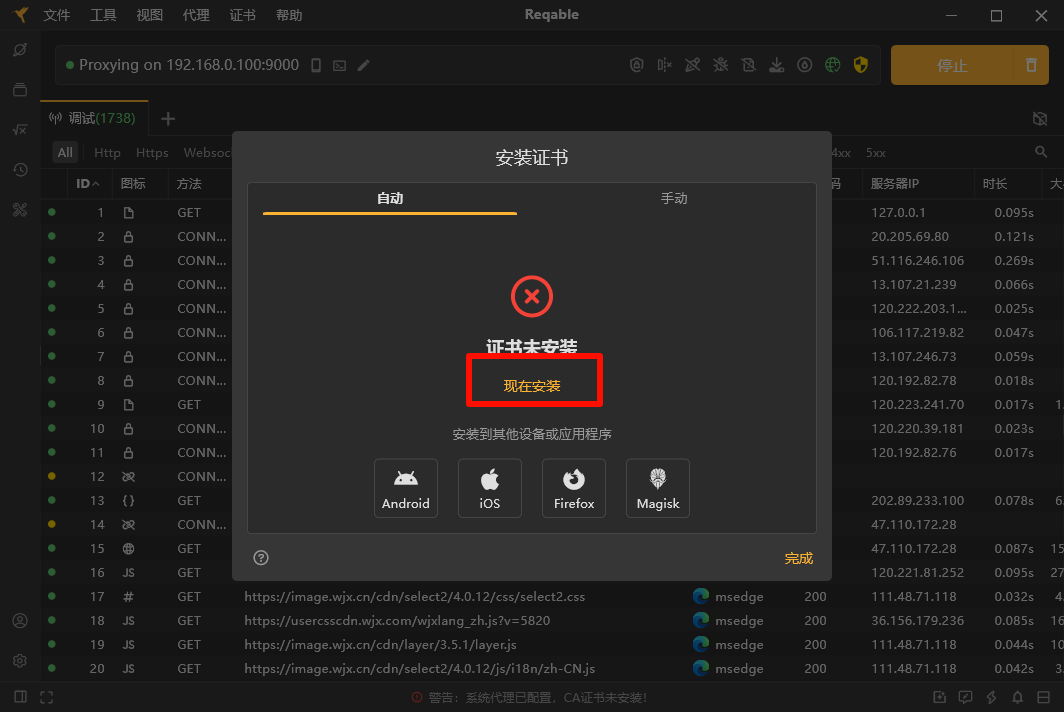 文件 工具 视图 代理 证书 帮助 Reqable
Proxying on 192.168.0.100:9000 停止
调试(1738)
All Http Https Websoc 4xx 5xx
ID 图标 方法 码 服务器IP 时长 大
安装证书
自动 手动
1 GET 127.0.0.1 0.095s
2 CONN... 20.205.69.80 0.121s
3 CONN... 51.116.246.106 0.269s
4 CONN... 13.107.21.239 0.066s
5 CONN... 120.222.203.1... 0.025s
6 CONN... 106.117.219.82 0.047s
7 CONN... 13.107.246.73 0.059s
8 CONN... 120.192.82.78 0.018s
9 GET 120.223.241.70 0.017s 1.
10 CONN... 120.220.39.181 0.023s
11 CONN... 120.192.82.76 0.017s
12 CONN...
13 {} GET 202.89.233.100 0.078s 6.
14 CONN... 47.110.172.28
15 GET 47.110.172.28 0.087s 15
16 JS GET 120.221.81.252 0.095s 27
证书未安装
现在安装
安装到其他设备或应用程序
Android iOS Firefox Magisk
完成
17 # GET https://image.wjx.cn/cdn/select2/4.0.12/css/select2.css msedge 200 111.48.71.118 0.032s 4.
18 JS GET https://usercsscdn.wjx.com/wjxlang_zh.js?v=5820 msedge 200 36.156.179.236 0.085s 16
19 JS GET https://image.wjx.cn/cdn/layer/3.5.1/layer.js msedge 200 111.48.71.118 0.044s 10
20 JS GET https://image.wjx.cn/cdn/select2/4.0.12/js/i18n/zh-CN.js msedge 200 111.48.71.118 0.042s 3.
警告: 系统代理已配置，CA证书未安装!